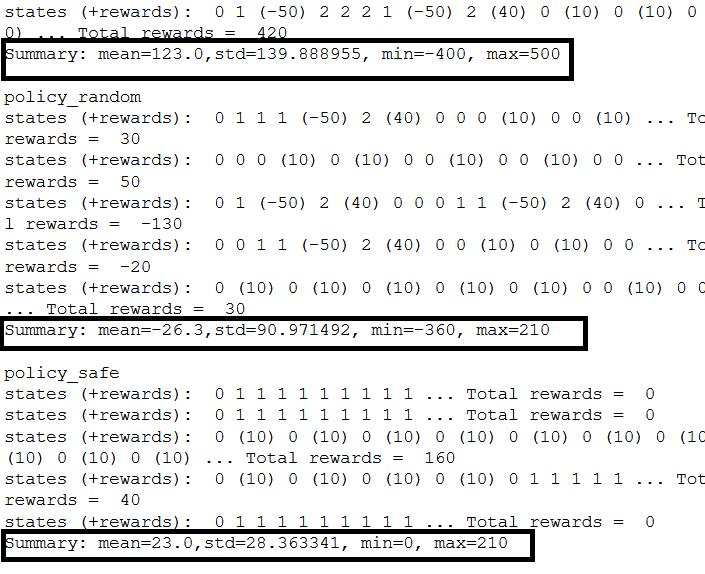 states (+rewards): 0 1 (-50) 2 2 2 1 (-50) 2 (40) 0 (10) 0 (10) 0
0) ... Total rewards = 420
Summary: mean=123.0,std=139.888955, min=-400, max=500
policy_random
states (+rewards): 0 1 1 1 (-50) 2 (40) 0 0 0 (10) 0 0 (10) ... To
rewards = 30
states (+rewards): 0 0 0 (10) 0 (10) 0 0 (10) 0 0 (10) 0 0 ... Tot
rewards = 50
states (+rewards): 0 1 (-50) 2 (40) 0 0 0 1 1 (-50) 2 (40) 0 ... T
l rewards = -130
states (+rewards): 0 0 1 1 (-50) 2 (40) 0 0 (10) 0 (10) 0 0 ... To
rewards = -20
states (+rewards): 0 (10) 0 (10) 0 (10) 0 (10) 0 (10) 0 0 (10) 0 0
... Total rewards = 30
Summary: mean=-26.3,std=90.971492, min=-360, max=210
policy_safe
states (+rewards): 0 1 1 1 1 1 1 1 1 1 ... Total rewards = 0
states (+rewards): 0 1 1 1 1 1 1 1 1 1 ... Total rewards = 0
states (+rewards): 0 (10) 0 (10) 0 (10) 0 (10) 0 (10) 0 (10) 0 (10
(10) 0 (10) 0 (10) ... Total rewards = 160
states (+rewards): 0 (10) 0 (10) 0 (10) 0 (10) 0 1 1 1 1 1 ... Tot
rewards = 40
states (+rewards): 0 1 1 1 1 1 1 1 1 1 ... Total rewards = 0
Summary: mean=23.0,std=28.363341, min=0, max=210